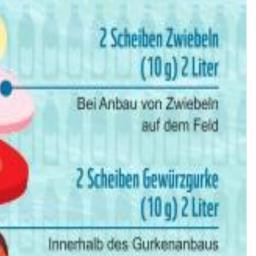 2 Scheiben Zwiebeln
(10 g) 2 Liter
Bei Anbau von Zwiebeln
auf dem Feld
2 Scheiben Gewürzgurke
(10 g) 2 Liter
Innerhalb des Gurkenanbaus